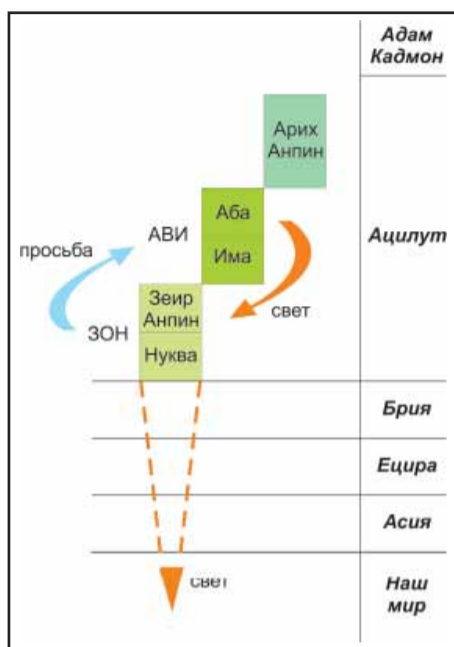 Адам
Кадмон
Арих
Анпин
Аба
АВИ
Ацилут
просьба
Има
Зеир
Анпин
свет
ЗОН
Нуква
Брия
Ецира
Асия
свет
Наш
мир